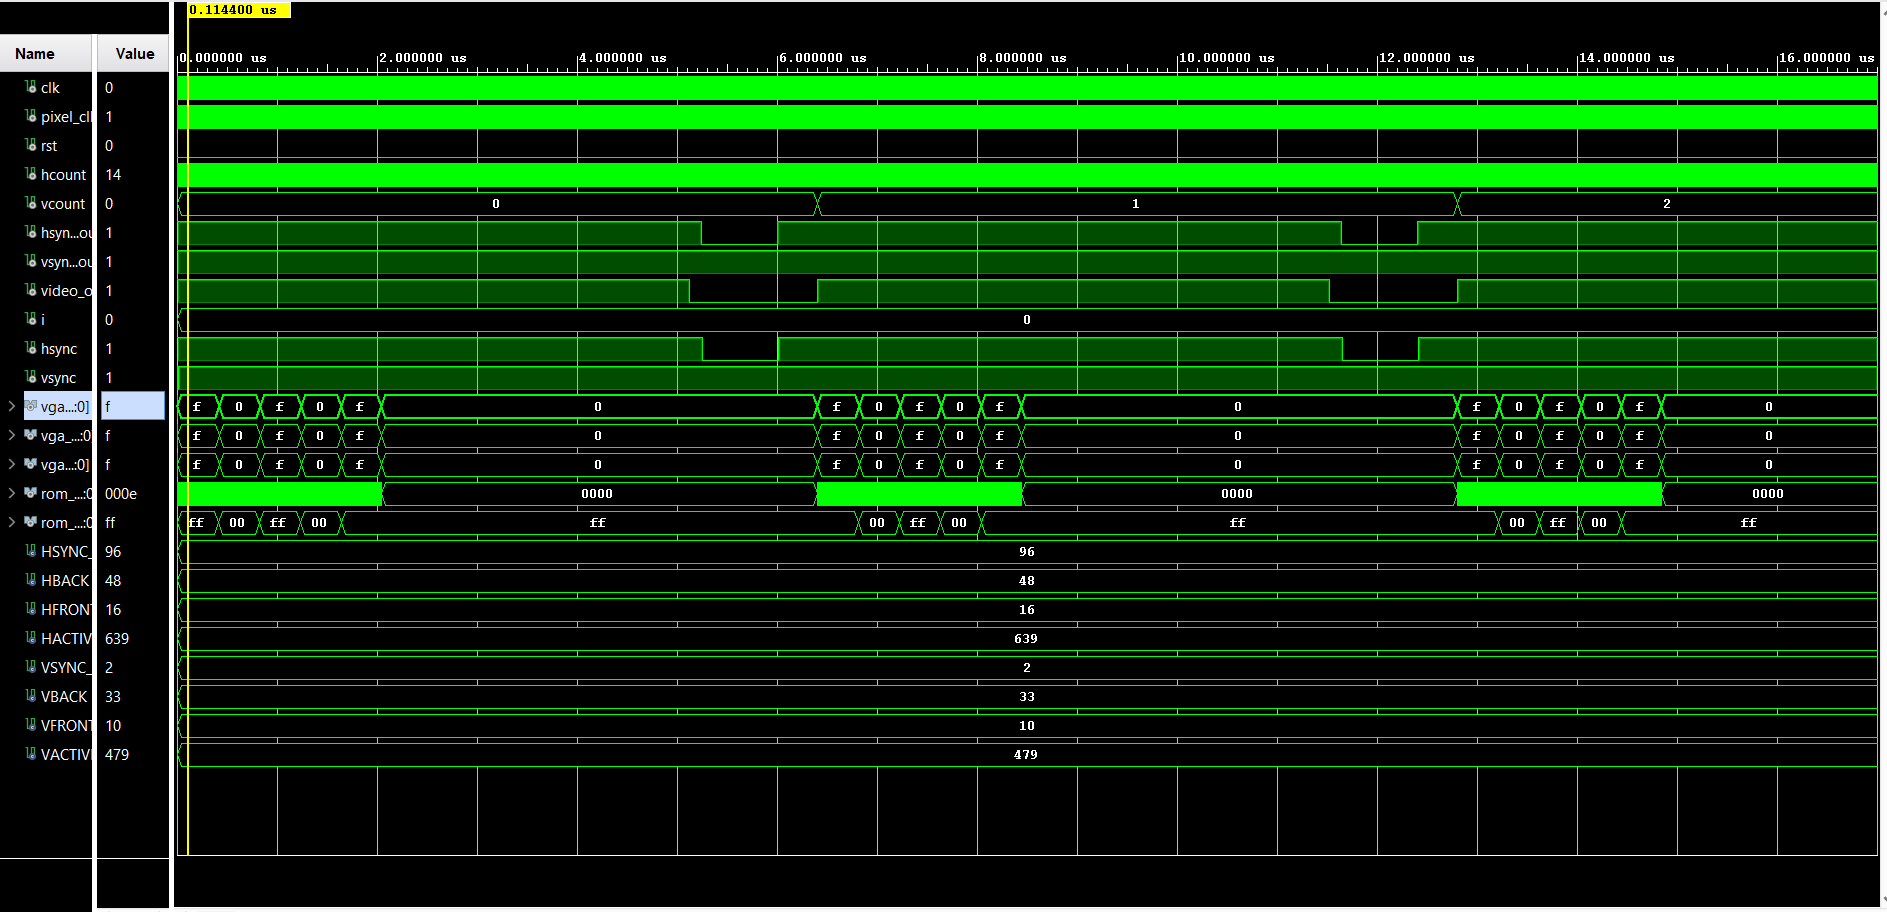 0.114400 us
Name Value
0.000000 us 2.000000 us 4.000000 us 6.000000 us 8.000000 us 10.000000 us 12.000000 us 14.000000 us 16.000000 us
clk 0
pixel_cl 1
rst 0
hcount 14
vcount 0 0 1 2
hsyn...ou 1
vsyn...ou 1
video_o 1
i 0 0
hsync 1
vsync 1
vga...:0] f f 0 f 0 f 0 f 0 f 0 f 0 f 0 f 0 f 0
vga_...:0 f f 0 f 0 f 0 f 0 f 0 f 0 f 0 f 0 f 0
vga...:0] f f 0 f 0 f 0 f 0 f 0 f 0 f 0 f 0 f 0
rom_...:0 000e 0000 0000 0000
rom_...:0 ff ff 00 ff 00 ff 00 ff 00 ff 00 ff 00 ff
HSYNC_ 96 96
HBACK 48 48
HFRONT 16 16
HACTIV 639 639
VSYNC_ 2 2
VBACK 33 33
VFRONT 10 10
VACTIVI 479 479